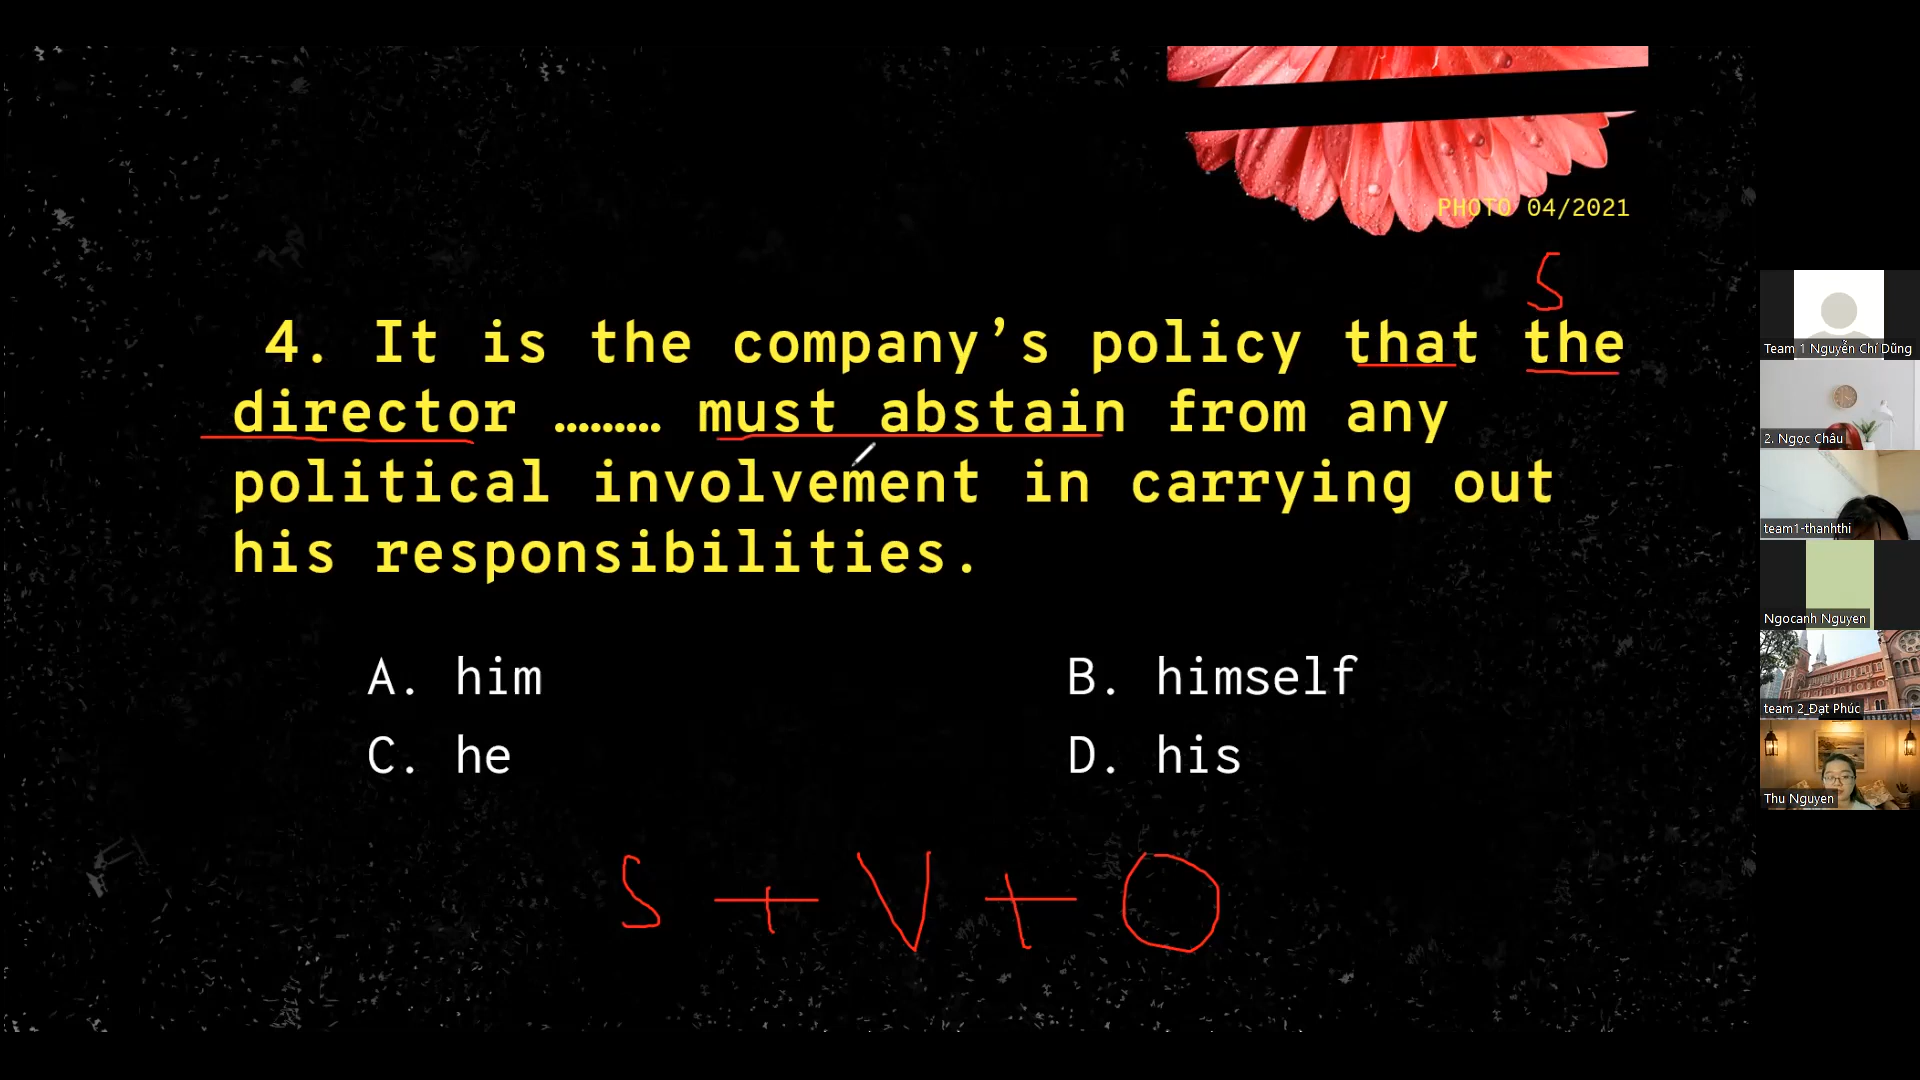 PHOTO 04/2021
S
4. It is the company’s policy that the
director ……… must abstain from any
political involvement in carrying out
his responsibilities.
A. him
B. himself
C. he
D. his
S + V + O
Team 1 Nguyễn Chí Dũng
2. Ngọc Châu
team1-thanhthi
Ngocanh Nguyen
team 2_Đạt Phúc
Thu Nguyen